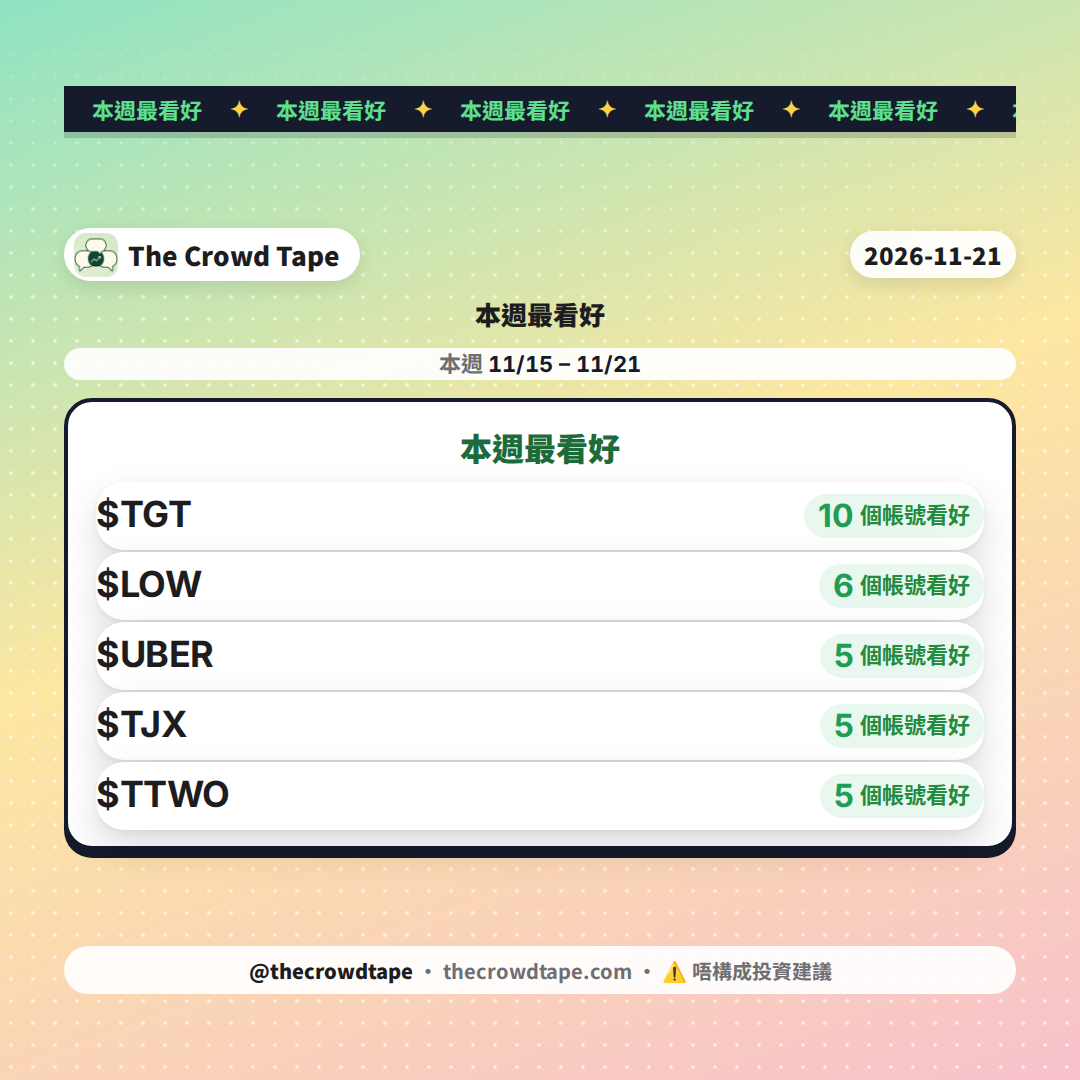 本週最看好 ✦ 本週最看好 ✦ 本週最看好 ✦ 本週最看好 ✦ 本週最看好 ✦
The Crowd Tape
2026-11-21
本週最看好
本週 11/15 – 11/21
本週最看好
$TGT 10 個帳號看好
$LOW 6 個帳號看好
$UBER 5 個帳號看好
$TJX 5 個帳號看好
$TTWO 5 個帳號看好
@thecrowdtape • thecrowdtape.com • ⚠️ 唔構成投資建議